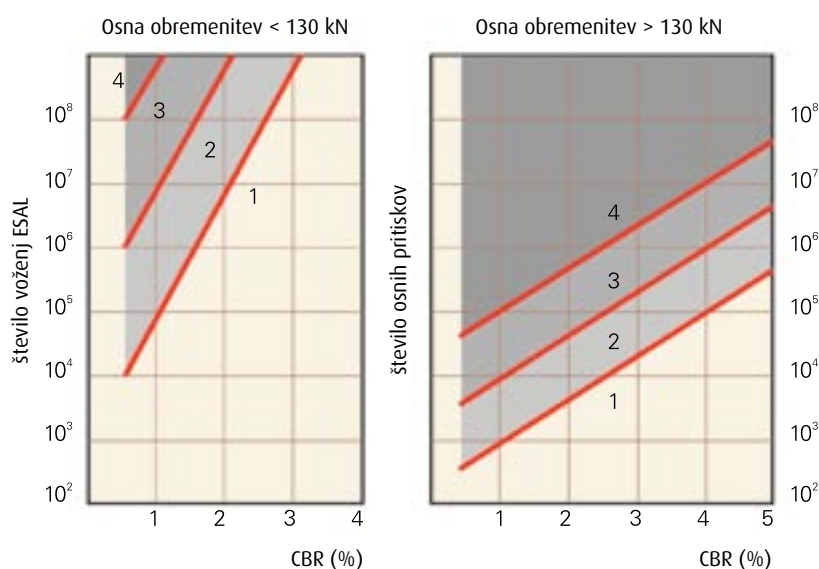 Osna obremenitev < 130 kN
število voženj ESAL
10⁸
10⁷
10⁶
10⁵
10⁴
10³
10²
4
3
2
1
1 2 3 4
CBR (%)
Osna obremenitev > 130 kN
število osnih pritiskov
4
3
2
1
10⁸
10⁷
10⁶
10⁵
10⁴
10³
10²
1 2 3 4 5
CBR (%)